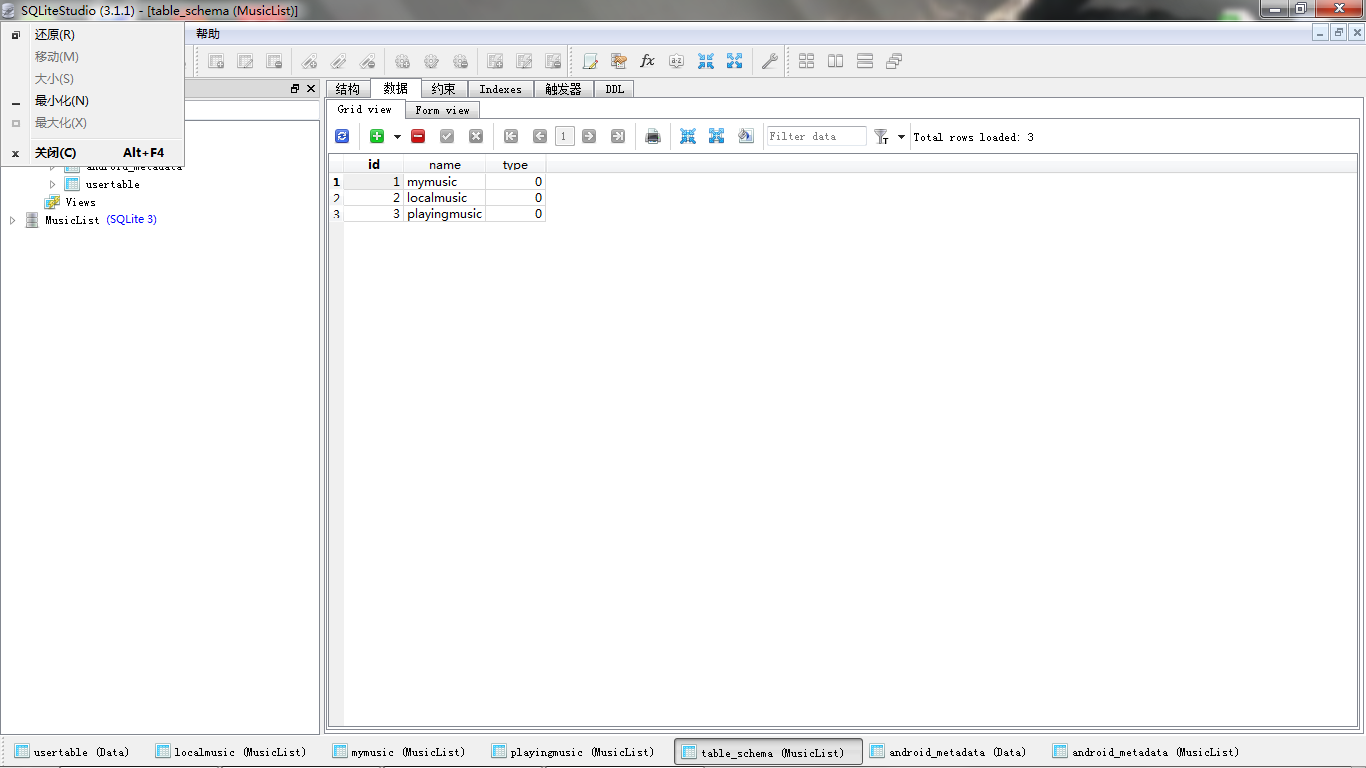 SQLiteStudio (3.1.1) - [table_schema (MusicList)]
还原(R)
移动(M)
大小(S)
最小化(N)
最大化(X)
关闭(C) Alt+F4
帮助
android_metadata
usertable
Views
MusicList (SQLite 3)
结构 数据 约束 Indexes 触发器 DDL
Grid view Form view
1 Filter data Total rows loaded: 3
id name type
1 1 mymusic 0
2 2 localmusic 0
3 3 playingmusic 0
usertable (Data) localmusic (MusicList) mymusic (MusicList) playingmusic (MusicList) table_schema (MusicList) android_metadata (Data) android_metadata (MusicList)